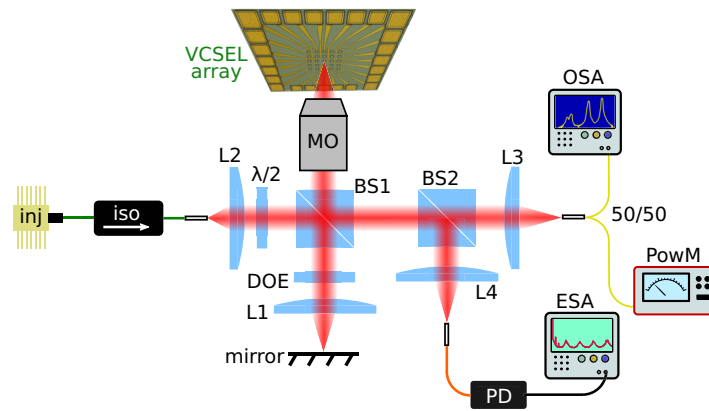 VCSEL
array
OSA
MO
L2
λ/2
BS1
BS2
L3
inj
iso
50/50
PowM
DOE
L1
L4
ESA
mirror
PD